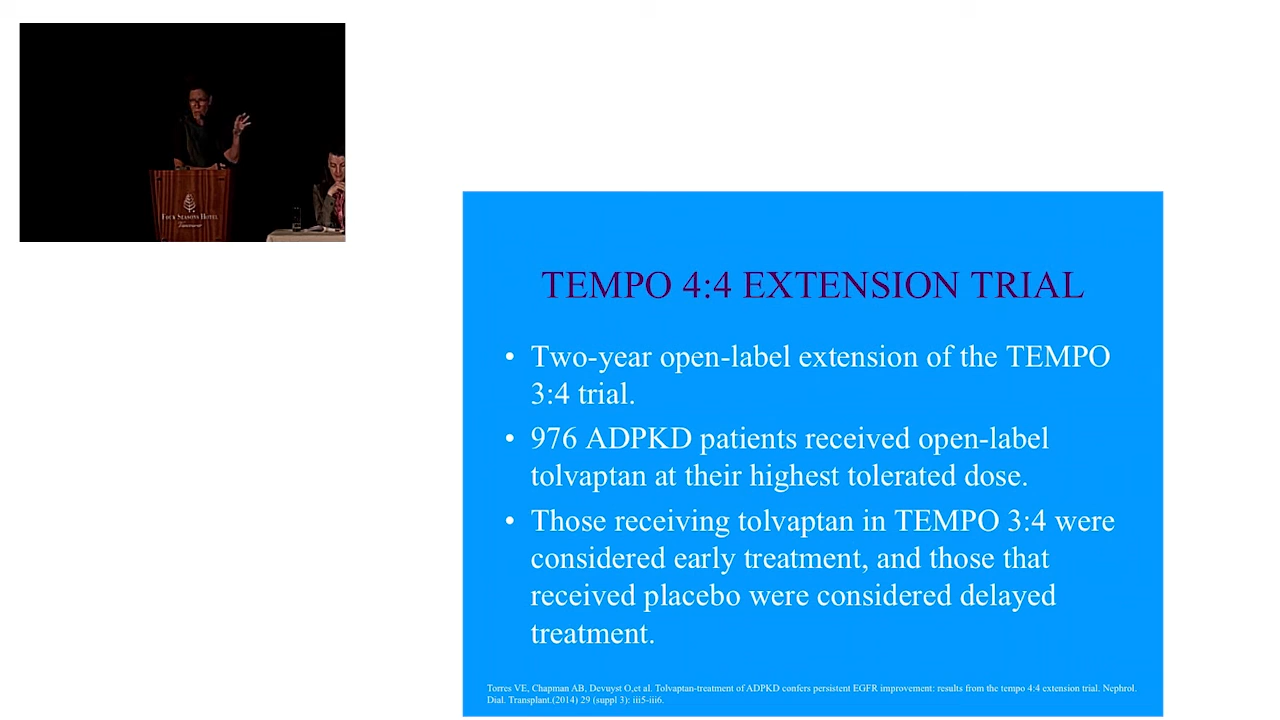 FOUR SEASONS HOTEL
Vancouver
TEMPO 4:4 EXTENSION TRIAL
• Two-year open-label extension of the TEMPO
3:4 trial.
• 976 ADPKD patients received open-label
tolvaptan at their highest tolerated dose.
• Those receiving tolvaptan in TEMPO 3:4 were
considered early treatment, and those that
received placebo were considered delayed
treatment.
Torres VE, Chapman AB, Devuyst O,et al. Tolvaptan-treatment of ADPKD confers persistent EGFR improvement: results from the tempo 4:4 extension trial. Nephrol.
Dial. Transplant.(2014) 29 (suppl 3): iii5-iii6.